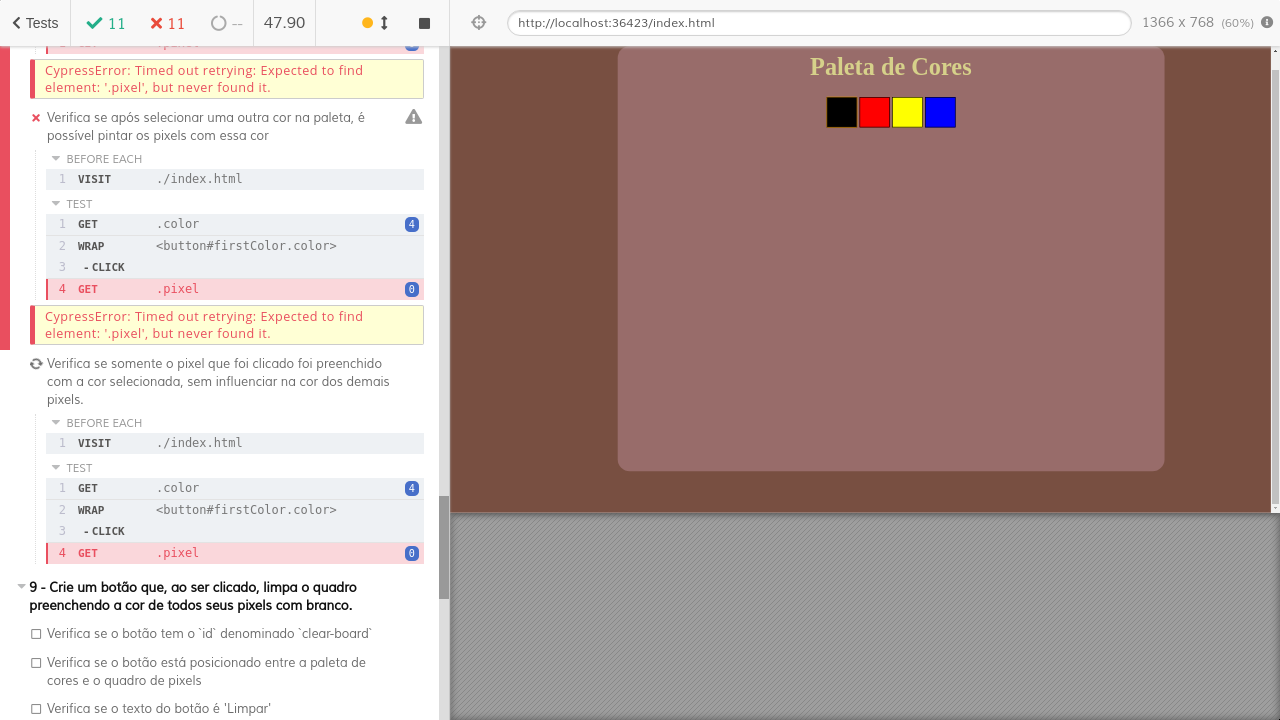 Tests
11
11
--
47.90
http://localhost:36423/index.html
1366 x 768 (60%)
CypressError: Timed out retrying: Expected to find
element: '.pixel', but never found it.
Verifica se após selecionar uma outra cor na paleta, é
possível pintar os pixels com essa cor
BEFORE EACH
1 VISIT ./index.html
TEST
1 GET .color 4
2 WRAP <button#firstColor.color>
3 -CLICK
4 GET .pixel 0
CypressError: Timed out retrying: Expected to find
element: '.pixel', but never found it.
Verifica se somente o pixel que foi clicado foi preenchido
com a cor selecionada, sem influenciar na cor dos demais
pixels.
BEFORE EACH
1 VISIT ./index.html
TEST
1 GET .color 4
2 WRAP <button#firstColor.color>
3 -CLICK
4 GET .pixel 0
9 - Crie um botão que, ao ser clicado, limpa o quadro
preenchendo a cor de todos seus pixels com branco.
Verifica se o botão tem o `id` denominado `clear-board`
Verifica se o botão está posicionado entre a paleta de
cores e o quadro de pixels
Verifica se o texto do botão é 'Limpar'
Paleta de Cores